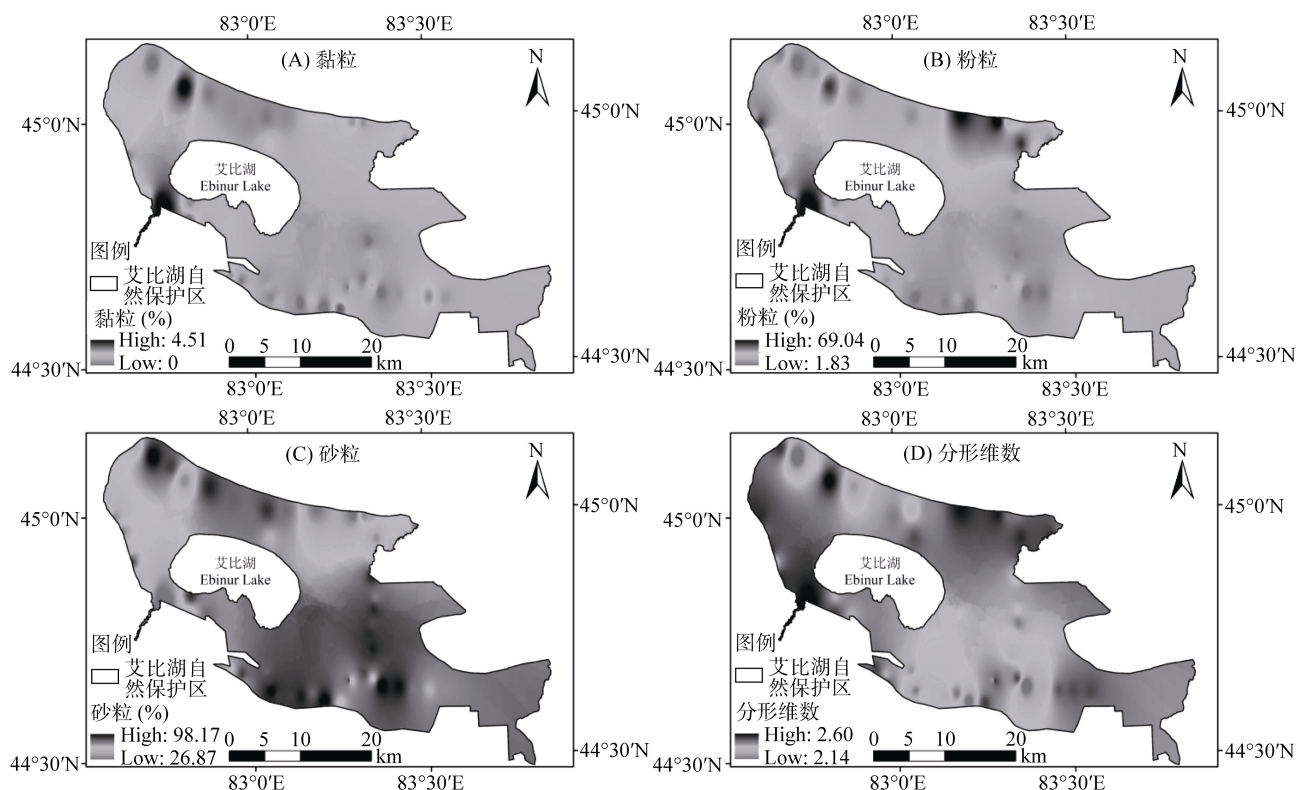 83°0′E 83°30′E
(A) 黏粒
N
45°0′N
45°0′N
艾比湖
Ebinur Lake
图例
艾比湖自
然保护区
黏粒 (%)
High: 4.51
Low: 0
0 5 10 20
km
44°30′N
44°30′N
83°0′E 83°30′E
83°0′E 83°30′E
(B) 粉粒
N
45°0′N
45°0′N
艾比湖
Ebinur Lake
图例
艾比湖自
然保护区
粉粒 (%)
High: 69.04
Low: 1.83
0 5 10 20
km
44°30′N
44°30′N
83°0′E 83°30′E
83°0′E 83°30′E
(C) 砂粒
N
45°0′N
45°0′N
艾比湖
Ebinur Lake
图例
艾比湖自
然保护区
砂粒 (%)
High: 98.17
Low: 26.87
0 5 10 20
km
44°30′N
44°30′N
83°0′E 83°30′E
83°0′E 83°30′E
(D) 分形维数
N
45°0′N
45°0′N
艾比湖
Ebinur Lake
图例
艾比湖自
然保护区
分形维数
High: 2.60
Low: 2.14
0 5 10 20
km
44°30′N
44°30′N
83°0′E 83°30′E